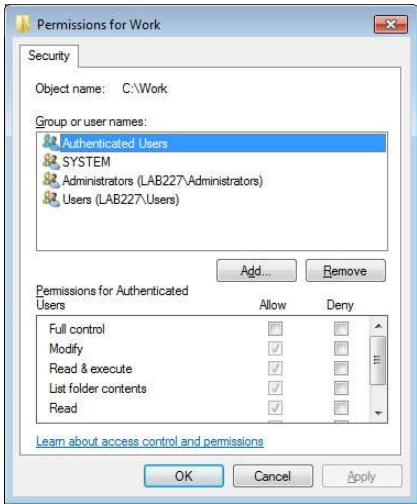 Permissions for Work
Security
Object name: C:\Work
Group or user names:
Authenticated Users
SYSTEM
Administrators (LAB227\Administrators)
Users (LAB227\Users)
Add... Remove
Permissions for Authenticated
Users Allow Deny
Full control
Modify
Read & execute
List folder contents
Read
Learn about access control and permissions
OK Cancel Apply